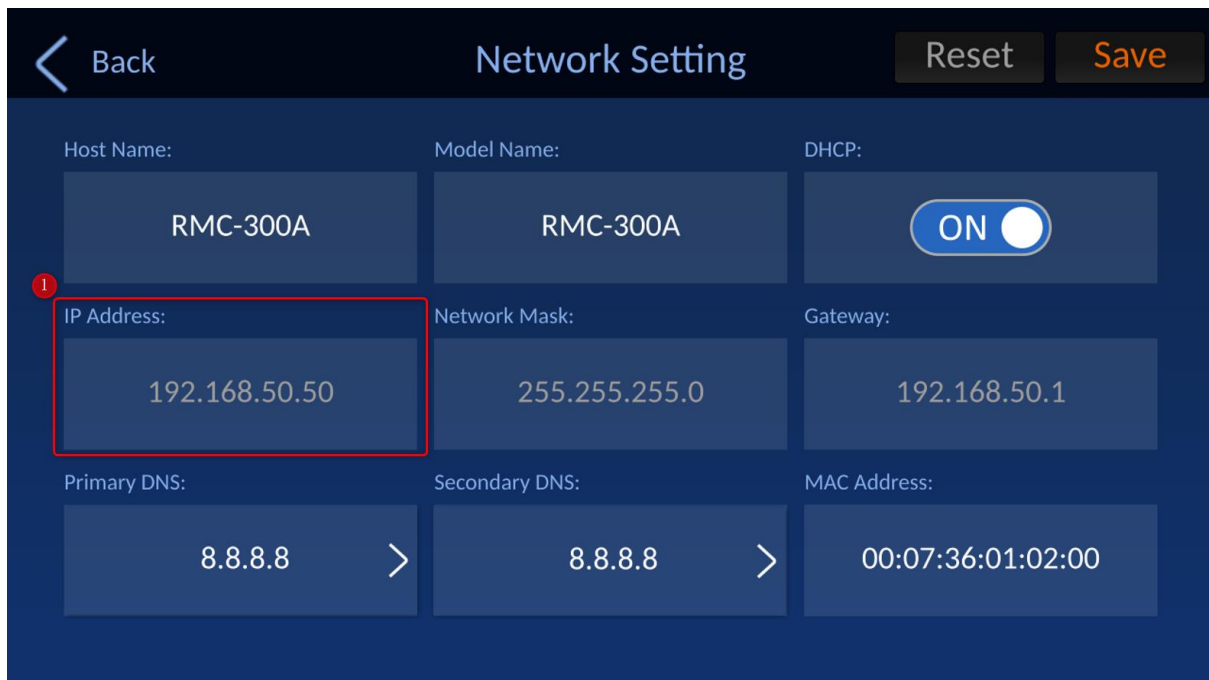 Back
Network Setting
Reset
Save
Host Name:
Model Name:
DHCP:
RMC-300A
RMC-300A
ON
1
IP Address:
Network Mask:
Gateway:
192.168.50.50
255.255.255.0
192.168.50.1
Primary DNS:
Secondary DNS:
MAC Address:
8.8.8.8
8.8.8.8
00:07:36:01:02:00